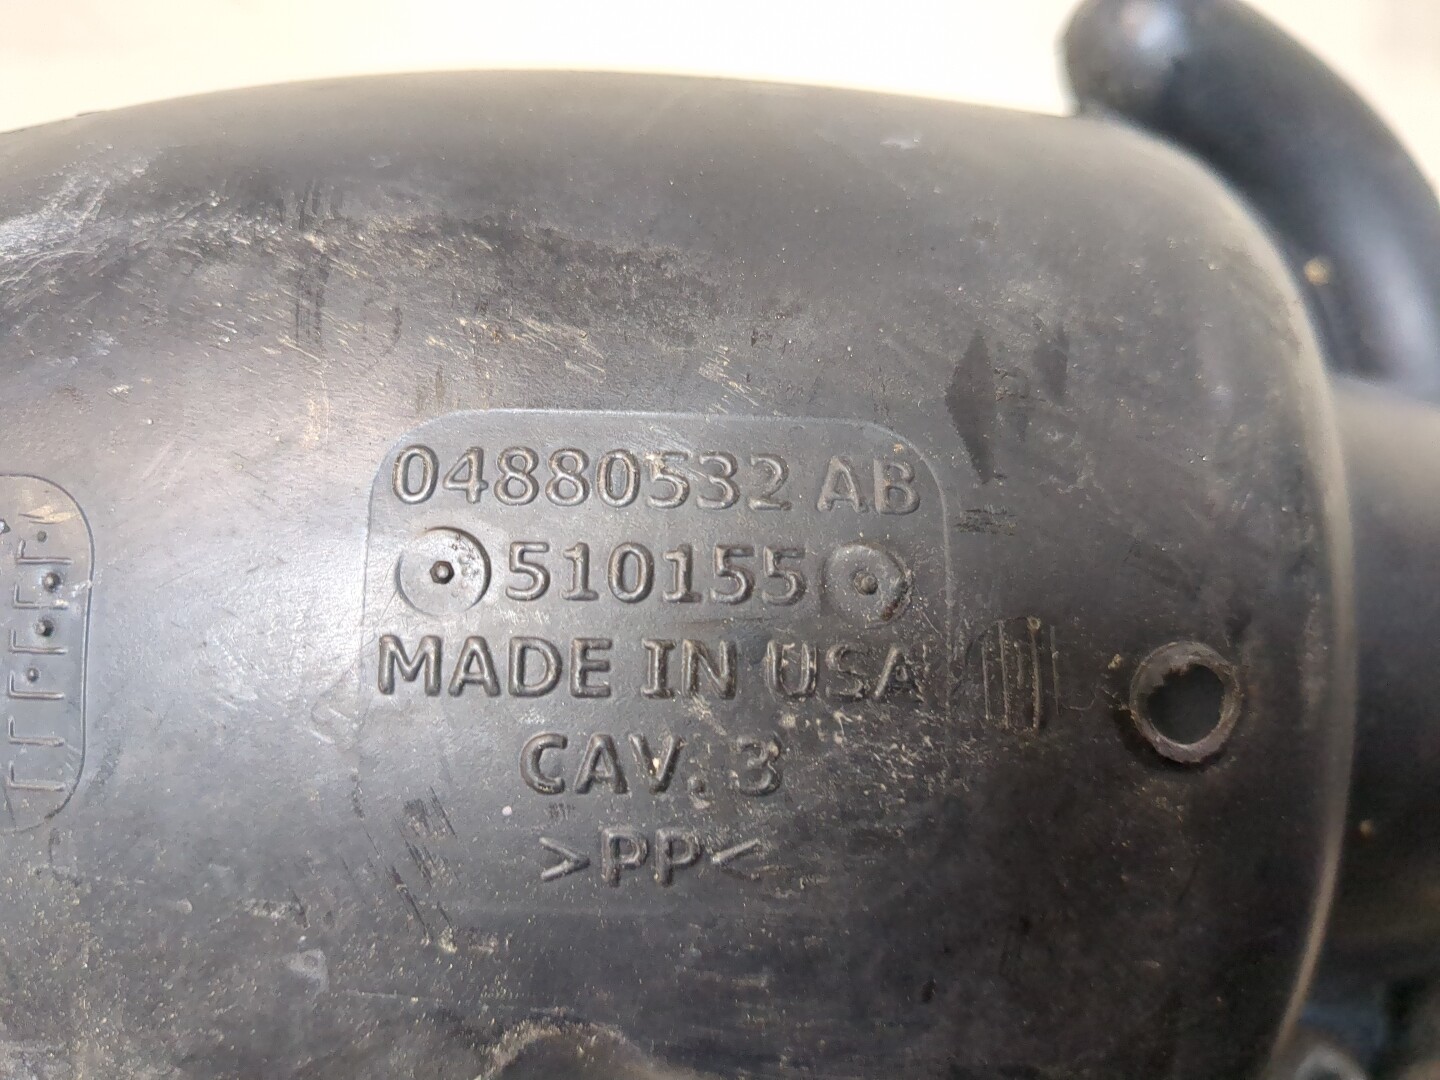 04880532 AB
510155
MADE IN USA
CAV. 3
>PP<